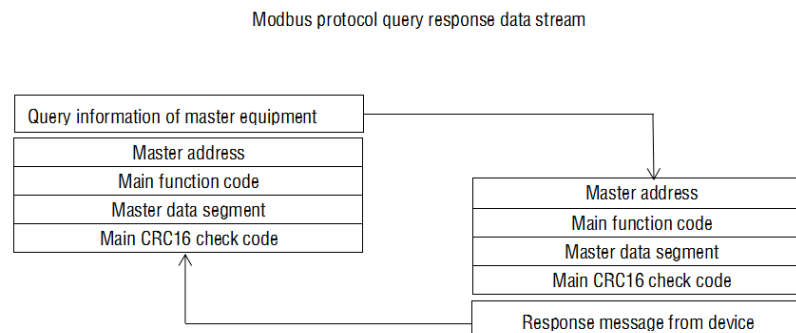 Modbus protocol query response data stream
Query information of master equipment
Master address
Main function code
Master data segment
Main CRC16 check code
Master address
Main function code
Master data segment
Main CRC16 check code
Response message from device